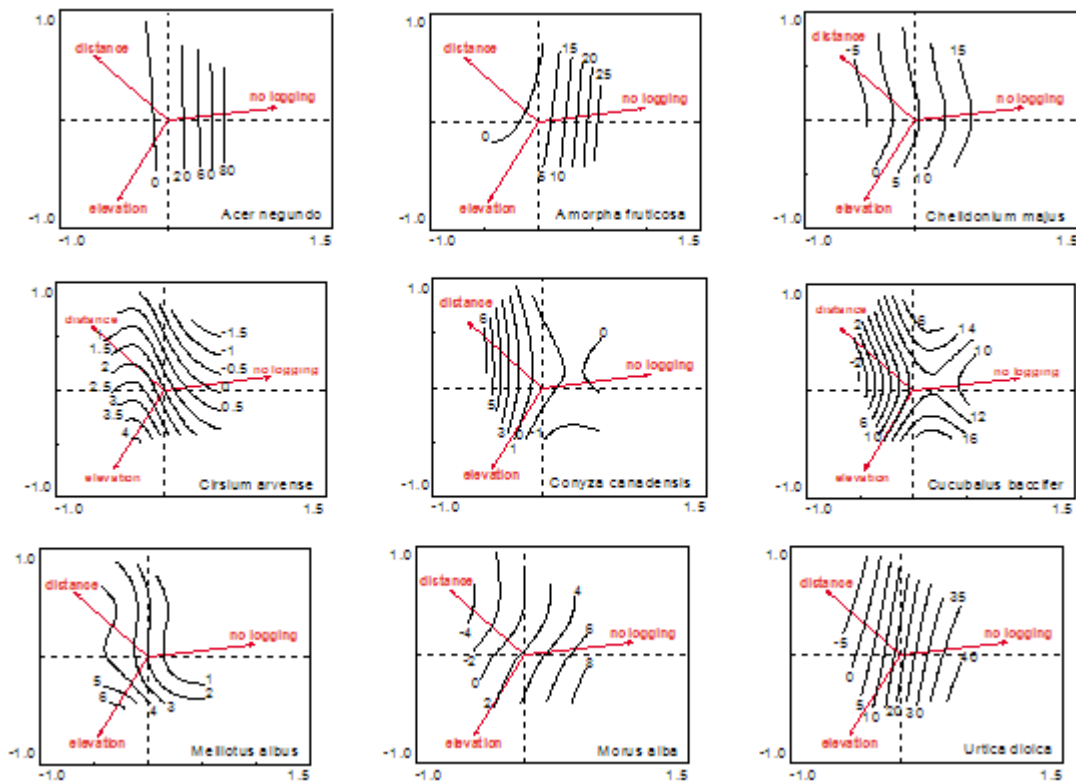 1.0 1.0 1.0
distance distance 15 20 25 distance -5 15
no logging no logging no logging
0 20 60 80 0 5 10 0 5 10
elevation elevation elevation
-1.0 Acer negundo -1.0 Amorpha fruticosa -1.0 Chelidonium majus
-1.0 1.5 -1.0 1.5 -1.0 1.5
1.0 1.0 1.0
distance -1.5 distance 6 0 2 6 14
1 1.5 -1 distance -2 10
2 -0.5 no logging no logging no logging
2.5 0
3 0.5 5 6 12
3.5 4 3 0 -1 1 10 16
elevation elevation elevation
-1.0 Cirsium arvense -1.0 Conyza canadensis -1.0 Cucubalus baccifer
-1.0 1.5 -1.0 1.5 -1.0 1.5
1.0 1.0 1.0
distance distance 4 distance 35
no logging -4 6 no logging -5 no logging
5 1 -2 8 0 40
6 4 3 2 0 2 5 10 20 30
elevation elevation elevation
-1.0 Melilotus albus -1.0 Morus alba -1.0 Urtica dioica
-1.0 1.5 -1.0 1.5 -1.0 1.5